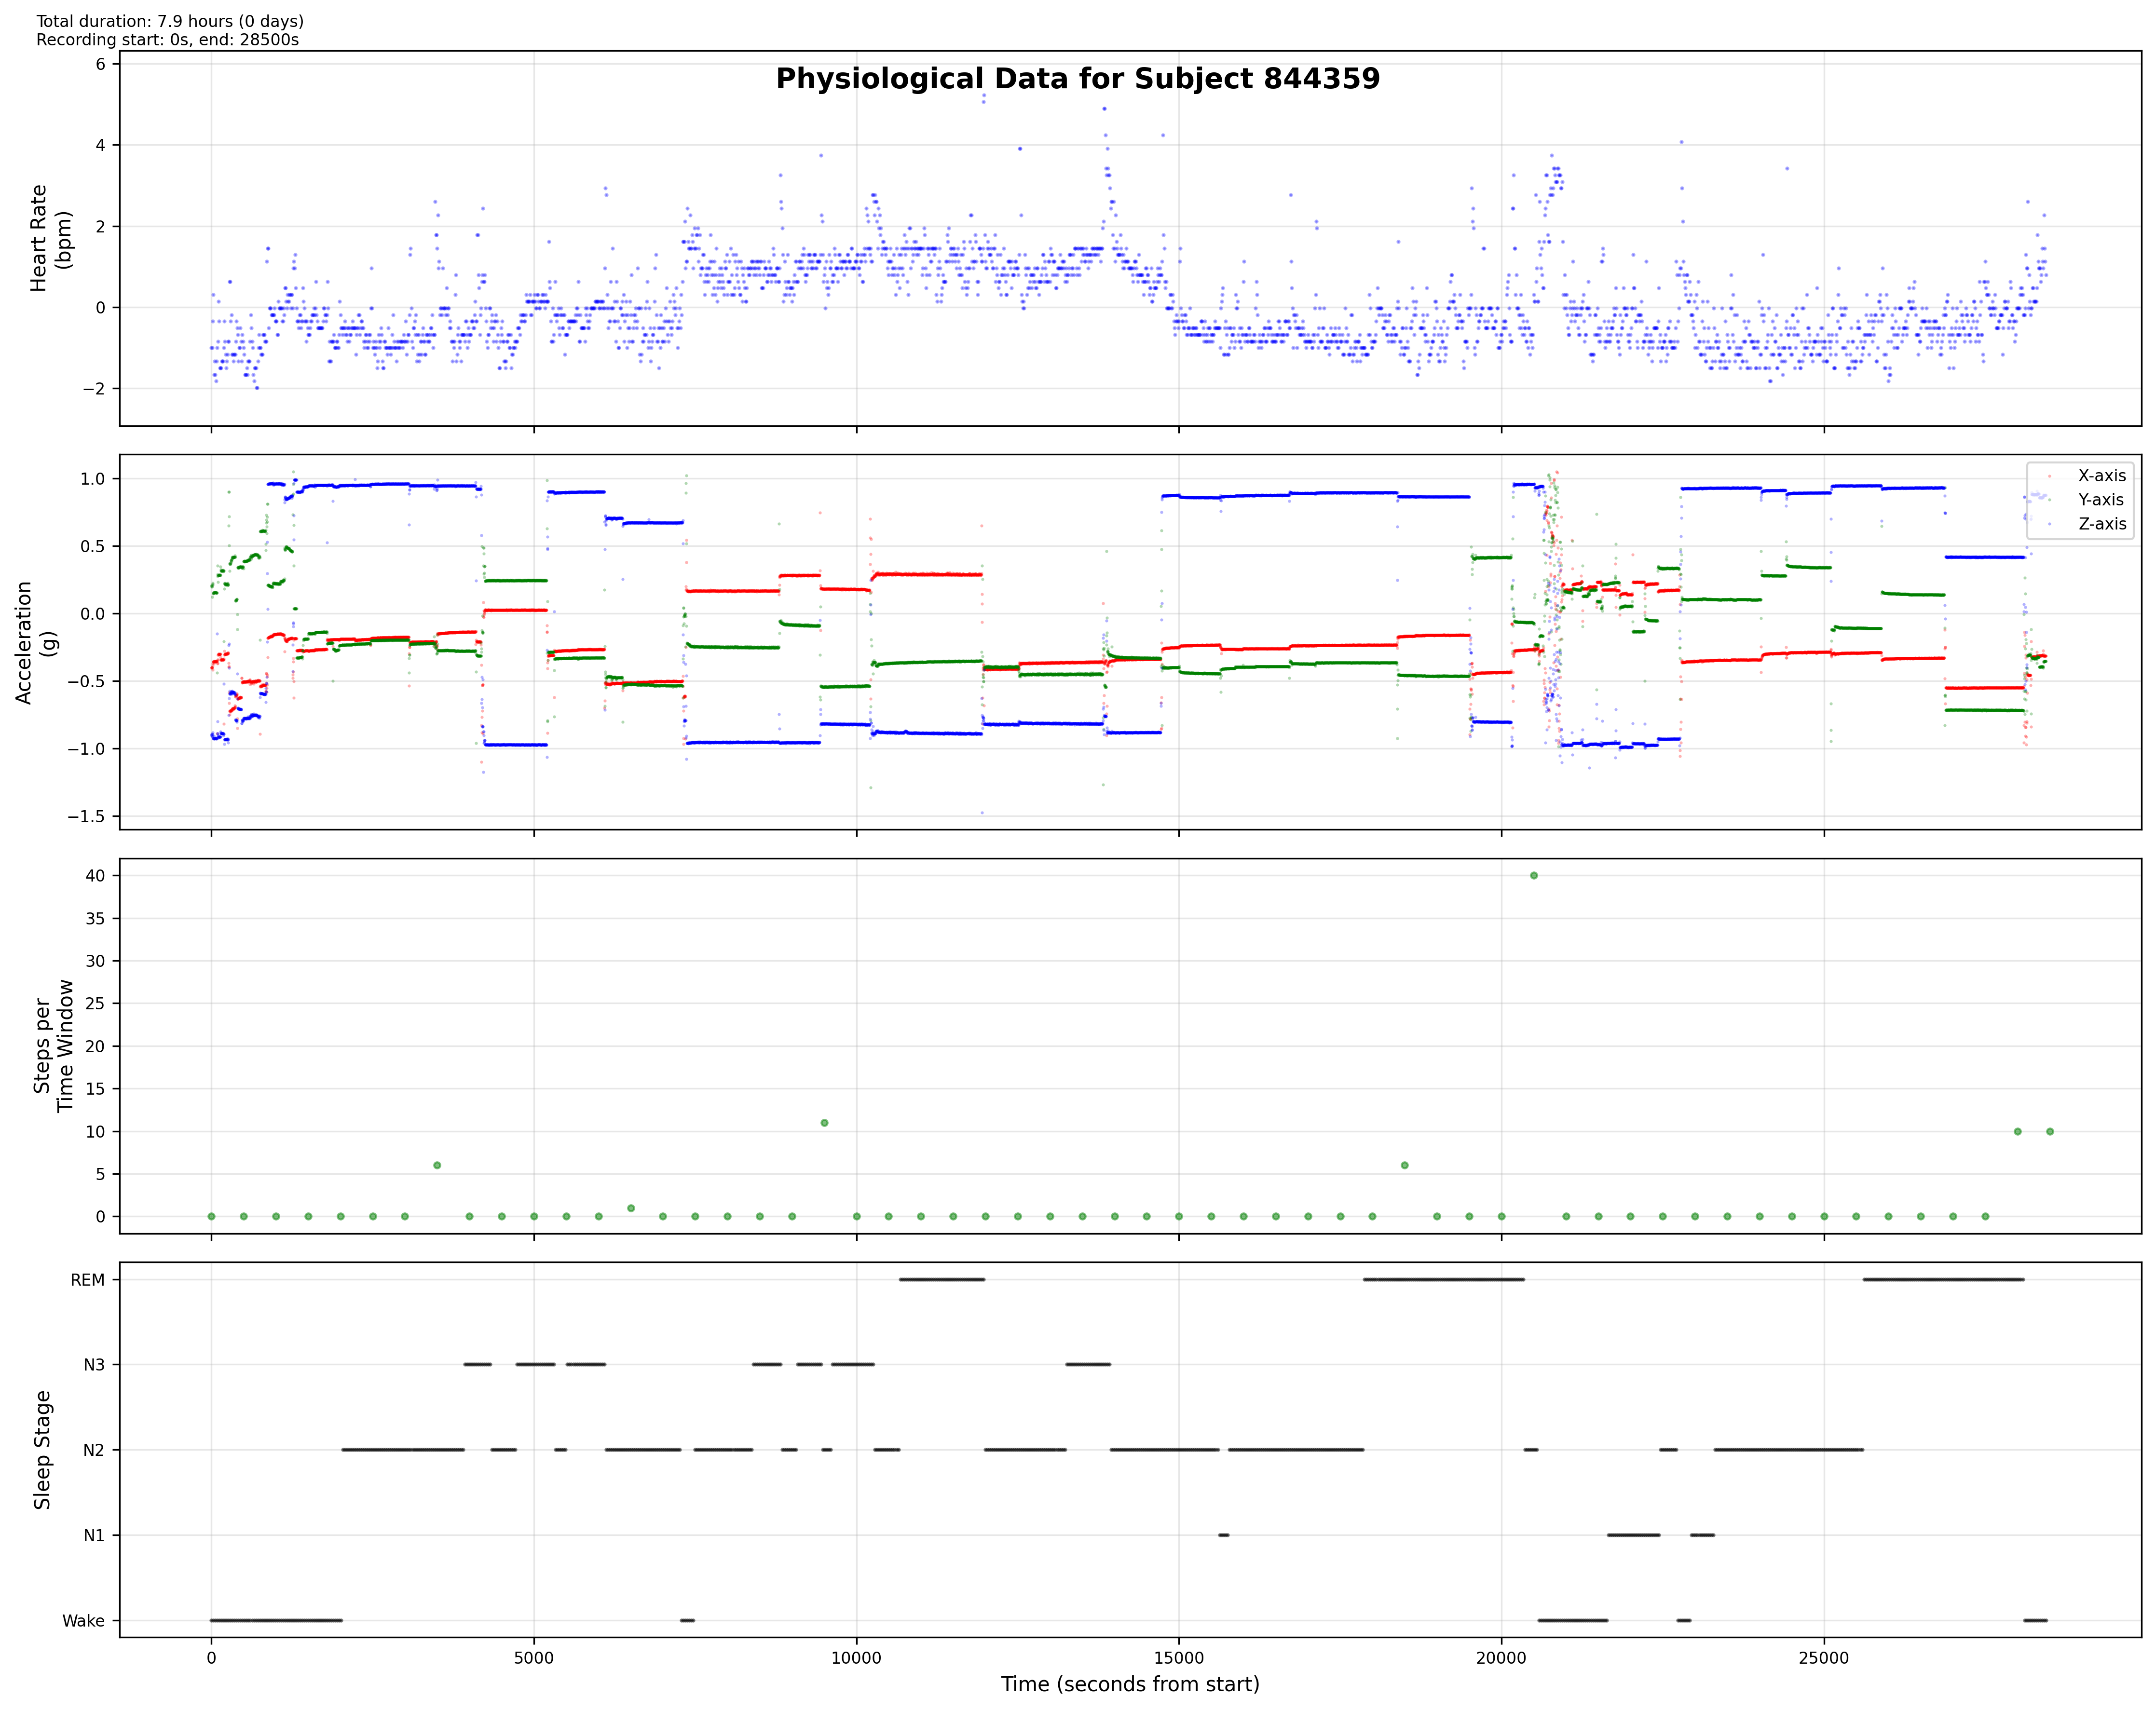 Total duration: 7.9 hours (0 days)
Recording start: 0s, end: 28500s
Physiological Data for Subject 844359
Heart Rate
(bpm)
6
4
2
0
−2
Acceleration
(g)
1.0
0.5
0.0
−0.5
−1.0
−1.5
X-axis
Y-axis
Z-axis
Steps per
Time Window
40
35
30
25
20
15
10
5
0
Sleep Stage
REM
N3
N2
N1
Wake
0 5000 10000 15000 20000 25000
Time (seconds from start)